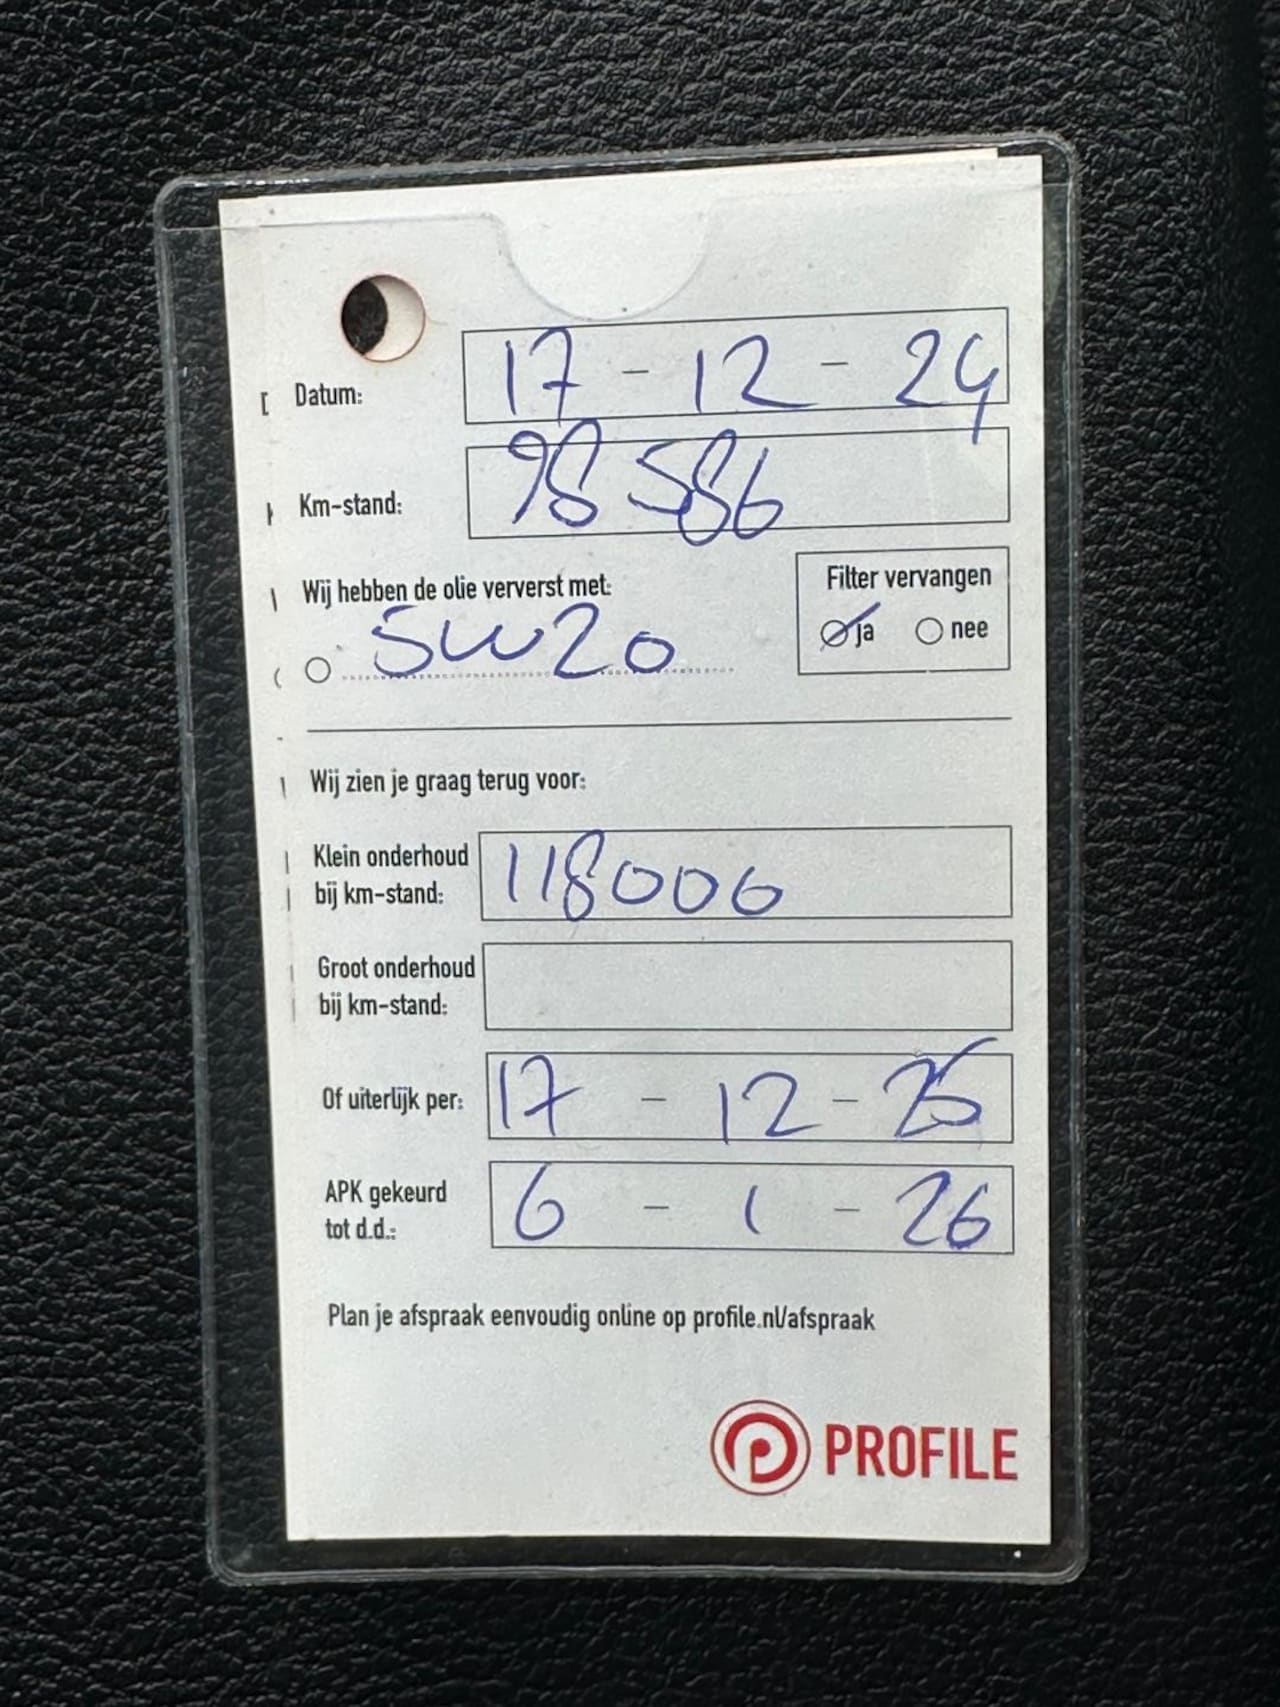 Datum: 17 - 12 - 24
Km-stand: 98586
Wij hebben de olie ververst met:
5W20
Filter vervangen
ja nee
Wij zien je graag terug voor:
Klein onderhoud
bij km-stand: 118000
Groot onderhoud
bij km-stand:
Of uiterlijk per: 17 - 12 - 25
APK gekeurd
tot d.d.: 6 - 1 - 26
Plan je afspraak eenvoudig online op profile.nl/afspraak
PROFILE